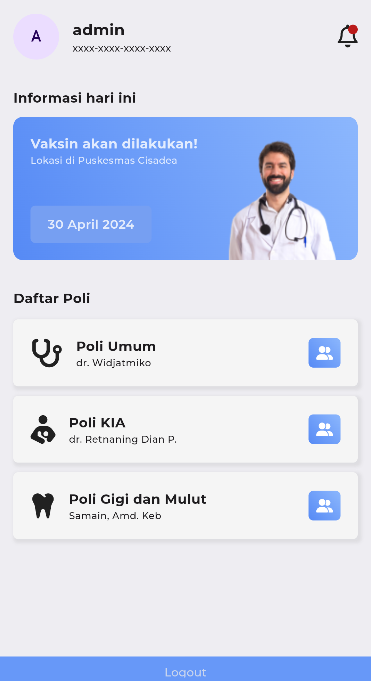 A
admin
xxxx-xxxx-xxxx-xxxx
Informasi hari ini
Vaksin akan dilakukan!
Lokasi di Puskesmas Cisadea
30 April 2024
Daftar Poli
Poli Umum
dr. Widjatmiko
Poli KIA
dr. Retnaning Dian P.
Poli Gigi dan Mulut
Samain, Amd. Keb
Logout